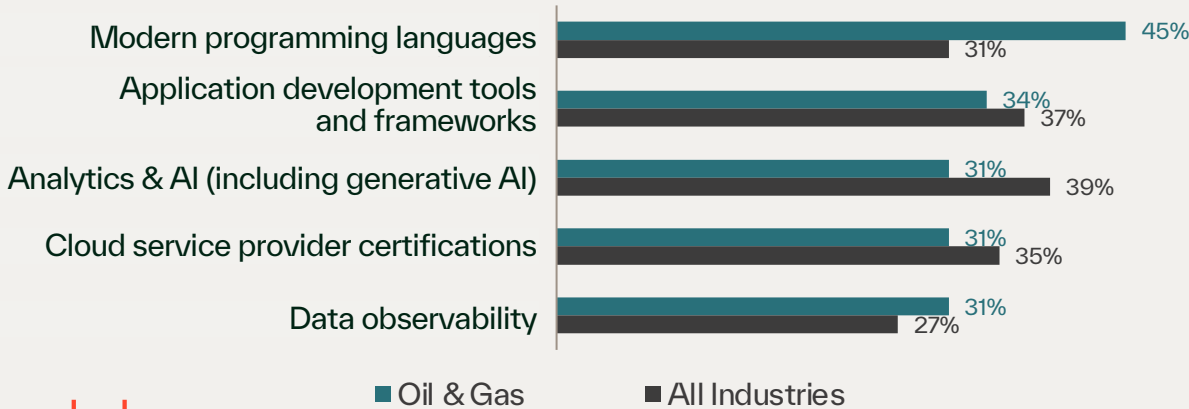 Modern programming languages
45%
31%
Application development tools
and frameworks
34%
37%
Analytics & AI (including generative AI)
31%
39%
Cloud service provider certifications
31%
35%
Data observability
31%
27%
Oil & Gas
All Industries